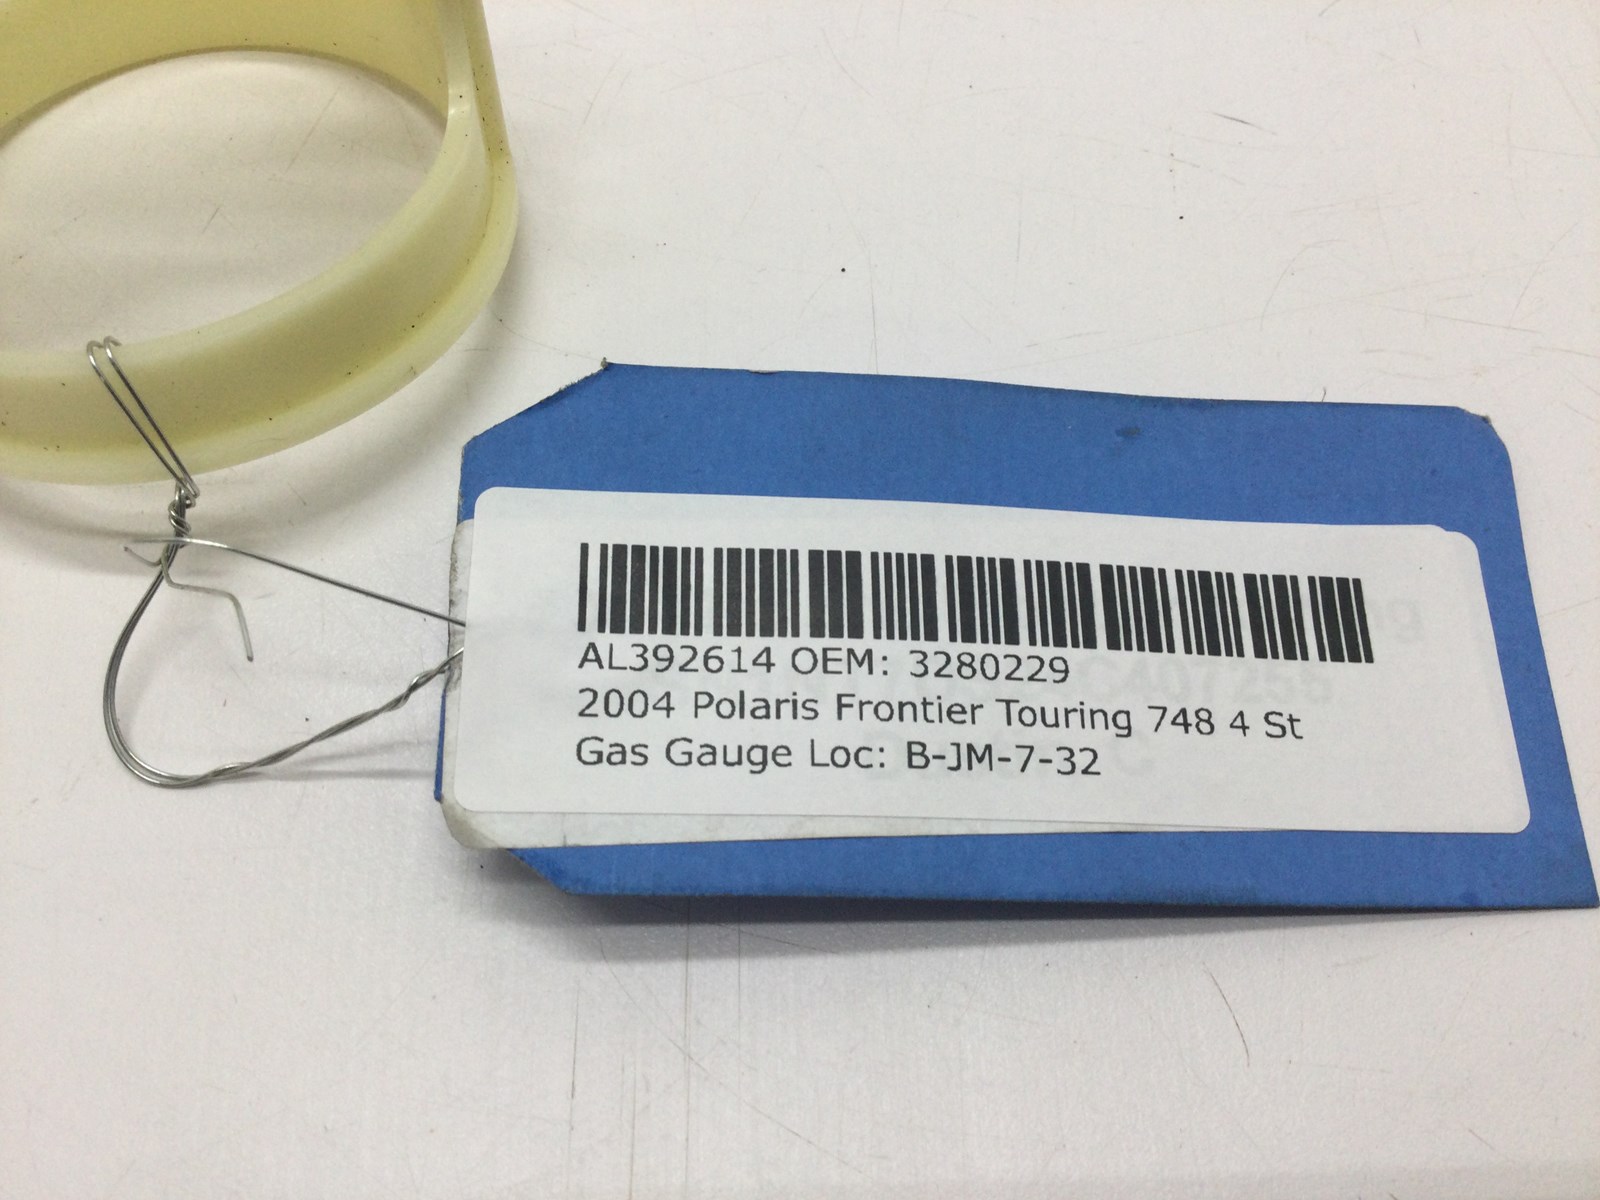 AL392614 OEM: 3280229
2004 Polaris Frontier Touring 748 4 St
Gas Gauge Loc: B-JM-7-32